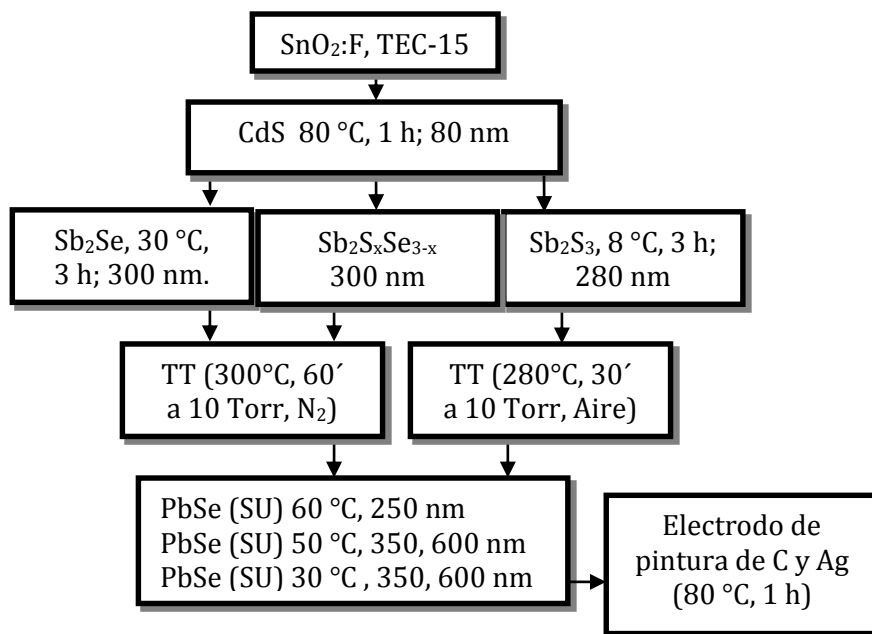 SnO₂:F, TEC-15
CdS  80 °C, 1 h; 80 nm
Sb₂Se, 30 °C,
3 h; 300 nm.
Sb₂SₓSe₃₋ₓ
300 nm
Sb₂S₃, 8 °C, 3 h;
280 nm
TT (300°C, 60´
a 10 Torr, N₂)
TT (280°C, 30´
a 10 Torr, Aire)
PbSe (SU) 60 °C, 250 nm
PbSe (SU) 50 °C, 350, 600 nm
PbSe (SU) 30 °C , 350, 600 nm
Electrodo de
pintura de C y Ag
(80 °C, 1 h)